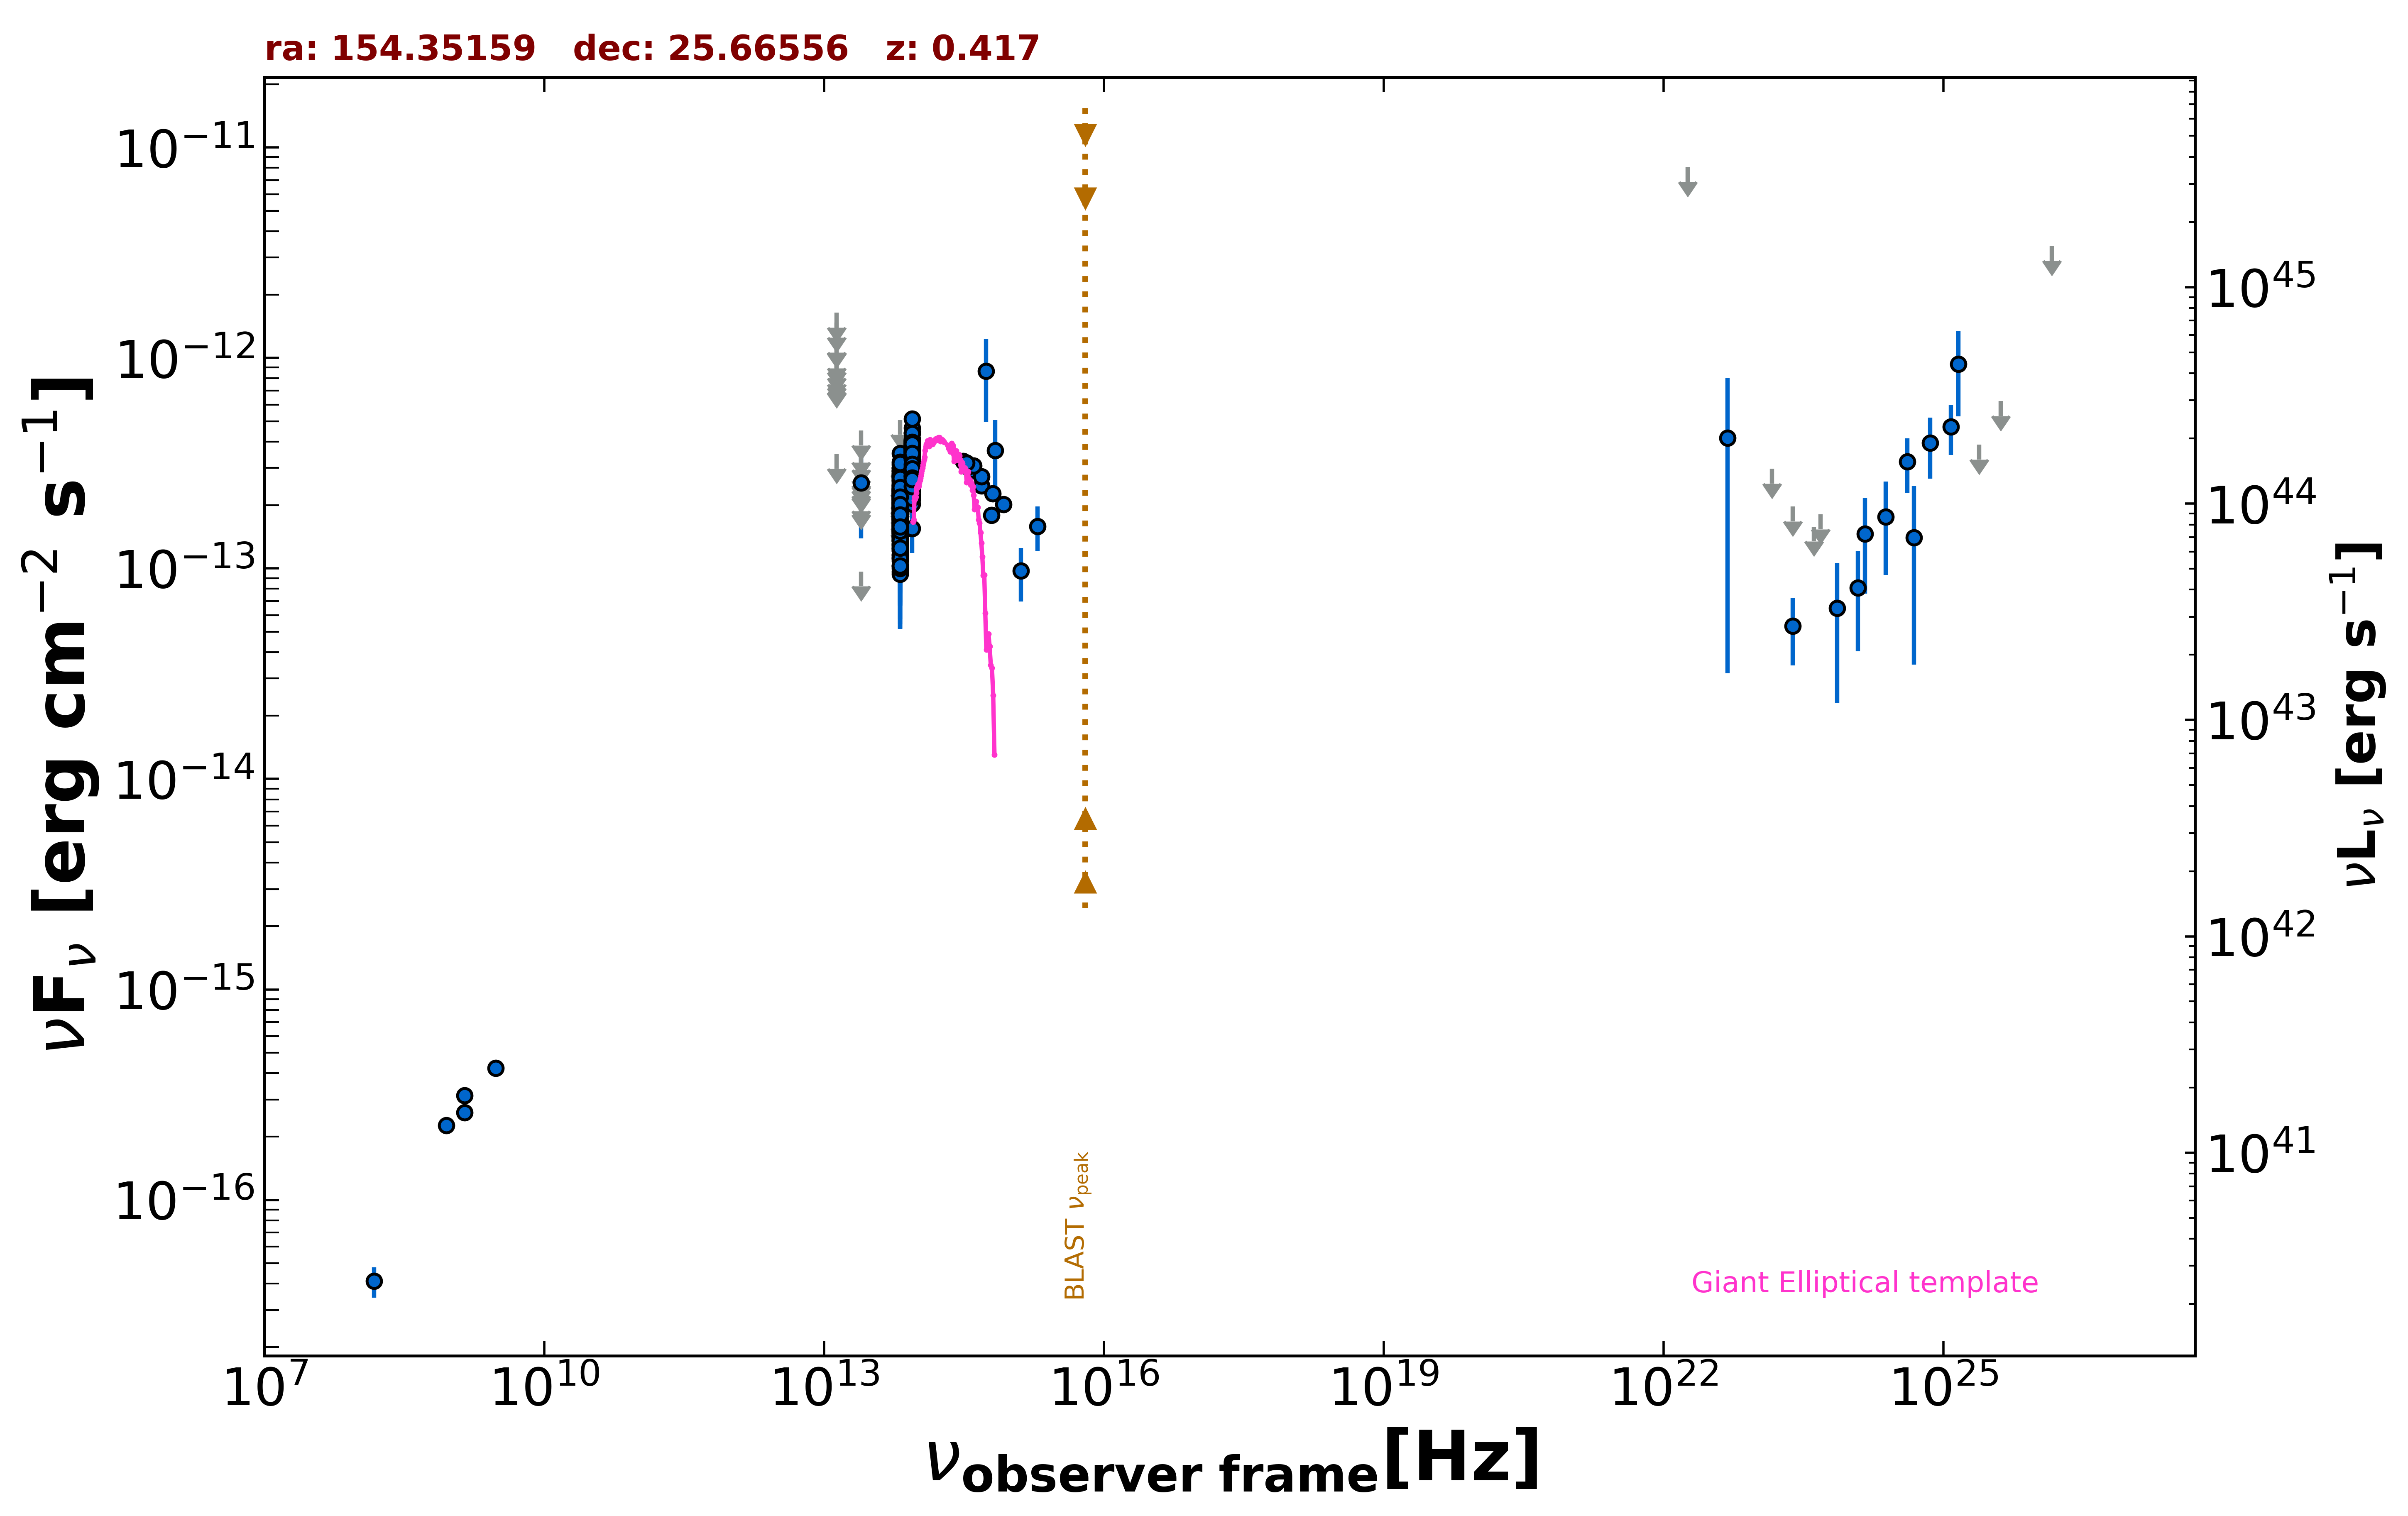 ra: 154.35159   dec: 25.66556   z: 0.417
νF_ν [erg cm^−2 s^−1]
10^−11
10^−12
10^−13
10^−14
10^−15
10^−16
10^45
10^44
10^43
10^42
10^41
νL_ν [erg s^−1]
BLAST ν_peak
Giant Elliptical template
10^7 10^10 10^13 10^16 10^19 10^22 10^25
ν_observer frame [Hz]